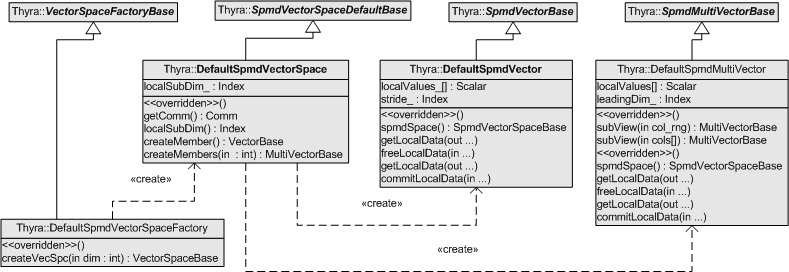 Thyra::VectorSpaceFactoryBase
Thyra::SpmdVectorSpaceDefaultBase
Thyra::SpmdVectorBase
Thyra::SpmdMultiVectorBase
Thyra::DefaultSpmdVectorSpace
localSubDim_ : Index
<<overridden>>()
getComm() : Comm
localSubDim() : Index
createMember() : VectorBase
createMembers(in : int) : MultiVectorBase
Thyra::DefaultSpmdVector
localValues_[] : Scalar
stride_ : Index
<<overridden>>()
spmdSpace() : SpmdVectorSpaceBase
getLocalData(out ...)
freeLocalData(in ...)
getLocalData(out ...)
commitLocalData(in ...)
Thyra::DefaultSpmdMultiVector
localValues[] : Scalar
leadingDim_ : Index
<<overridden>>()
subView(in col_rng) : MultiVectorBase
subView(in cols[]) : MultiVectorBase
<<overridden>>()
spmdSpace() : SpmdVectorSpaceBase
getLocalData(out ...)
freeLocalData(in ...)
getLocalData(out ...)
commitLocalData(in ...)
«create»
«create»
«create»
Thyra::DefaultSpmdVectorSpaceFactory
<<overridden>>()
createVecSpc(in dim : int) : VectorSpaceBase